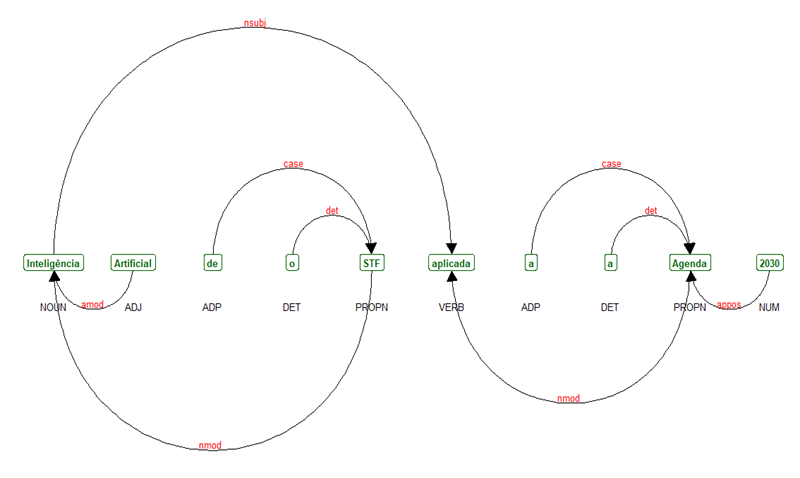 nsubj
case case
det det
Inteligência Artificial de o STF aplicada a a Agenda 2030
amod appos
NOUN ADJ ADP DET PROPN VERB ADP DET PROPN NUM
nmod
nmod